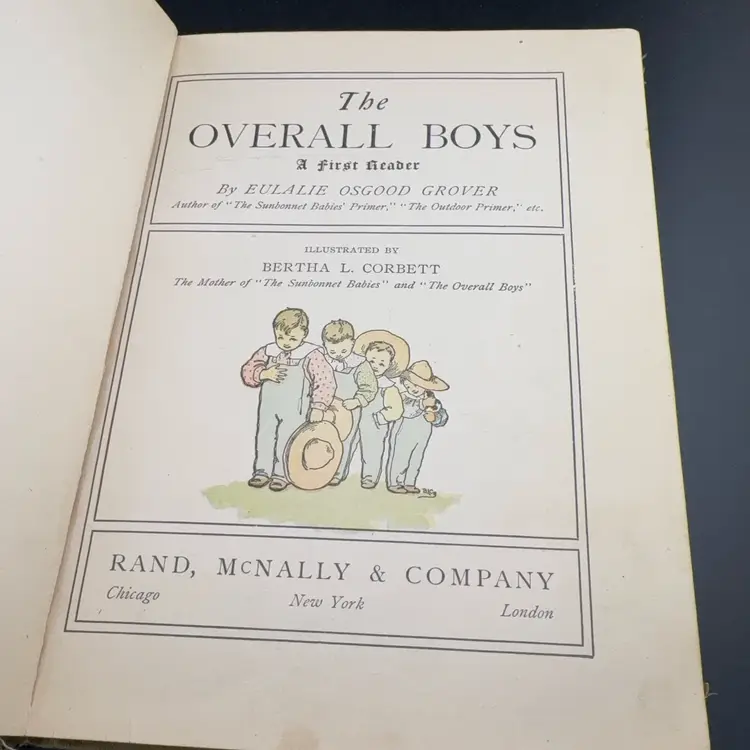 The
OVERALL BOYS
A First Reader
By EULALIE OSGOOD GROVER
Author of "The Sunbonnet Babies' Primer," "The Outdoor Primer," etc.
ILLUSTRATED BY
BERTHA L. CORBETT
The Mother of "The Sunbonnet Babies" and "The Overall Boys"
RAND, McNALLY & COMPANY
Chicago New York London